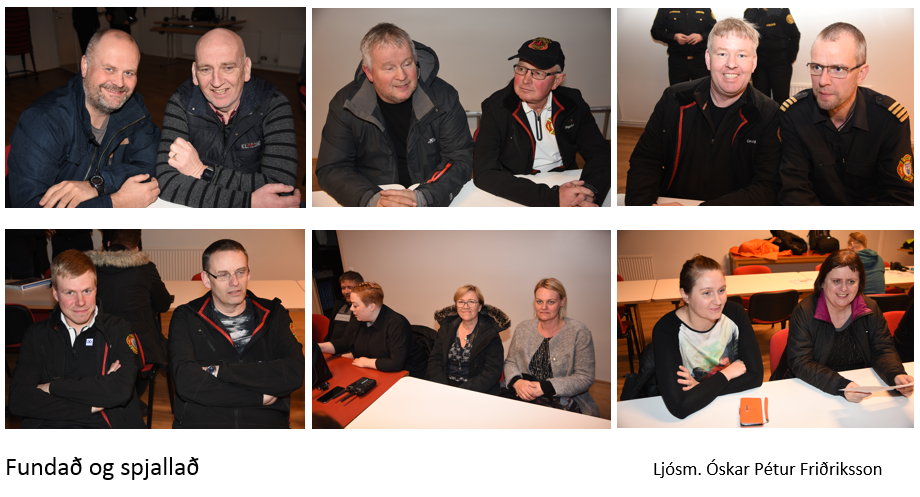 Fundað og spjallað
Ljósm. Óskar Pétur Friðriksson